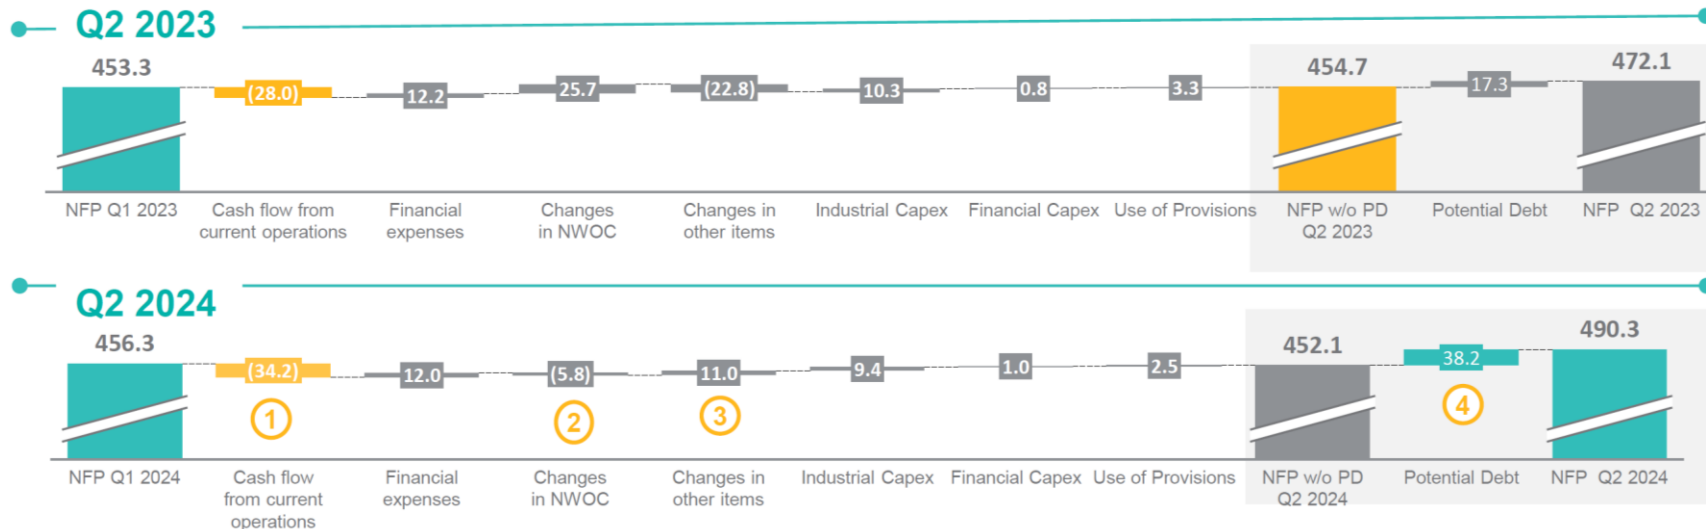 Q2 2023
453.3
(28.0)
12.2
25.7
(22.8)
10.3
0.8
3.3
454.7
17.3
472.1
NFP Q1 2023
Cash flow from
current operations
Financial
expenses
Changes
in NWOC
Changes in
other items
Industrial Capex
Financial Capex
Use of Provisions
NFP w/o PD
Q2 2023
Potential Debt
NFP Q2 2023
Q2 2024
456.3
(34.2)
12.0
(5.8)
11.0
9.4
1.0
2.5
452.1
38.2
490.3
1
2
3
4
NFP Q1 2024
Cash flow
from current
operations
Financial
expenses
Changes
in NWOC
Changes in
other items
Industrial Capex
Financial Capex
Use of Provisions
NFP w/o PD
Q2 2024
Potential Debt
NFP Q2 2024